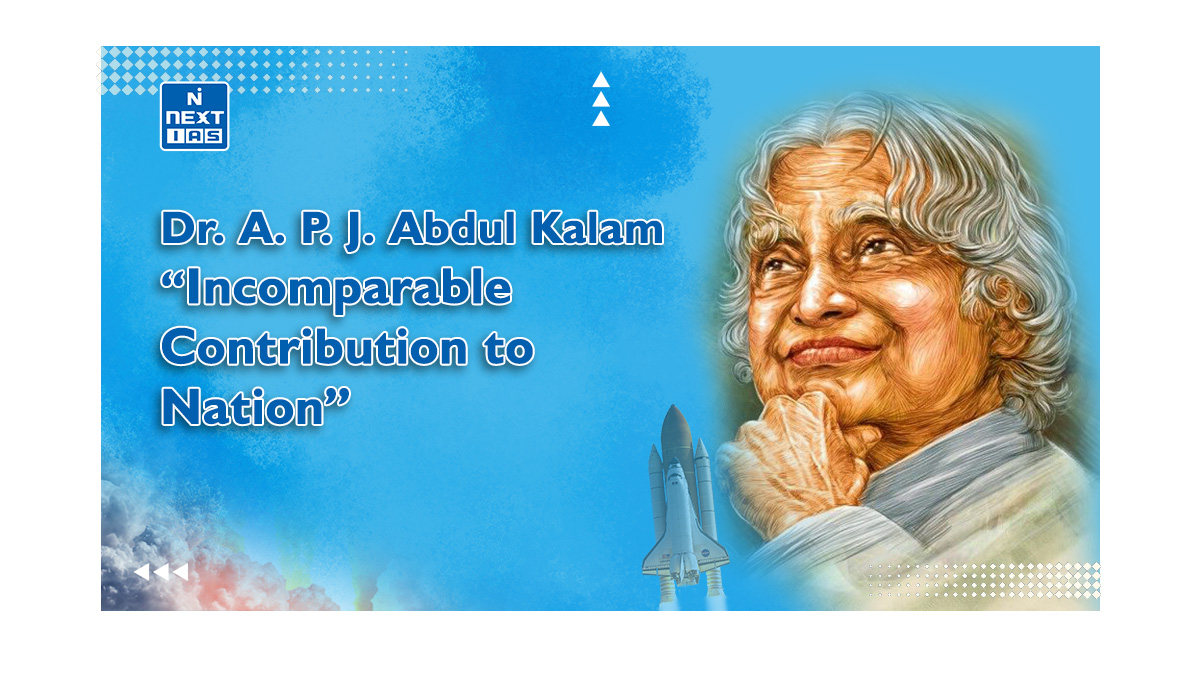 N
NEXT
IAS
Dr. A. P. J. Abdul Kalam
“Incomparable
Contribution to
Nation”